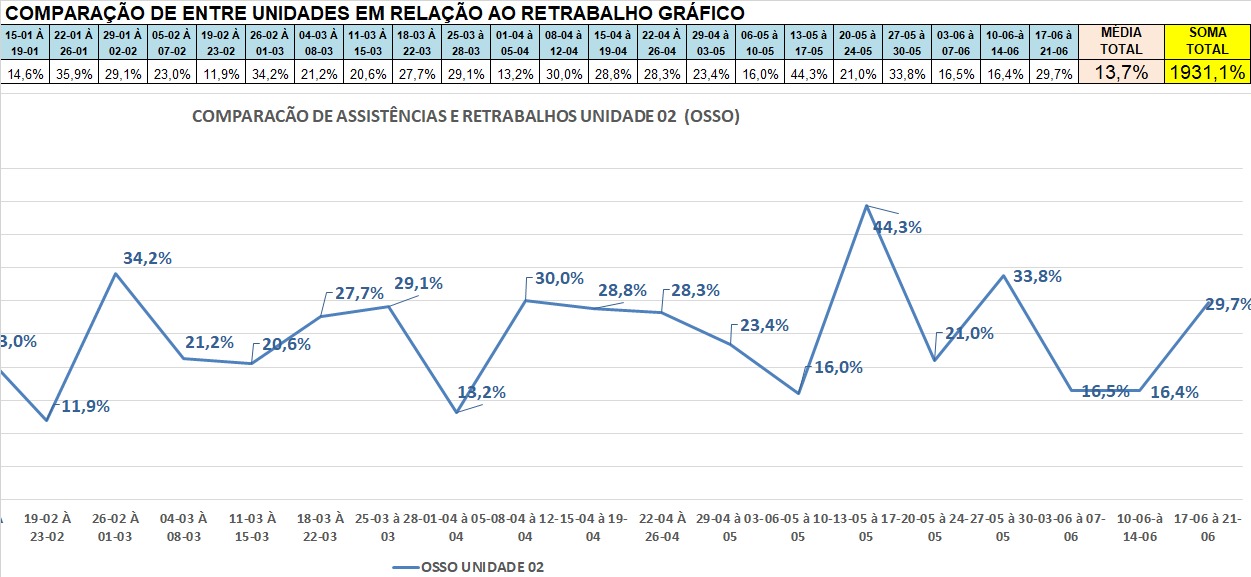 COMPARAÇÃO DE ENTRE UNIDADES EM RELAÇÃO AO RETRABALHO GRÁFICO
15-01 À 22-01 À 29-01 À 05-02 À 19-02 À 26-02 À 04-03 À 11-03 À 18-03 À 25-03 à 01-04 à 08-04 à 15-04 à 22-04 À 29-04 à 06-05 à 13-05 à 20-05 à 27-05 à 03-06 à 10-06-à 17-06 à MÉDIA SOMA
19-01 26-01 02-02 07-02 23-02 01-03 08-03 15-03 22-03 28-03 05-04 12-04 19-04 26-04 03-05 10-05 17-05 24-05 30-05 07-06 14-06 21-06 TOTAL TOTAL
14,6% 35,9% 29,1% 23,0% 11,9% 34,2% 21,2% 20,6% 27,7% 29,1% 13,2% 30,0% 28,8% 28,3% 23,4% 16,0% 44,3% 21,0% 33,8% 16,5% 16,4% 29,7% 13,7% 1931,1%
COMPARACÃO DE ASSISTÊNCIAS E RETRABALHOS UNIDADE 02 (OSSO)
3,0% 11,9% 34,2% 21,2% 20,6% 27,7% 29,1% 13,2% 30,0% 28,8% 28,3% 23,4% 16,0% 44,3% 21,0% 33,8% 16,5% 16,4% 29,7%
19-02 À 26-02 À 04-03 À 11-03 À 18-03 À 25-03 à 28-01-04 à 05-08-04 à 12-15-04 à 19- 22-04 À 29-04 à 03-06-05 à 10-13-05 à 17-20-05 à 24-27-05 à 30-03-06 à 07- 10-06-à 17-06 à 21-
23-02 01-03 08-03 15-03 22-03 03 04 04 04 26-04 05 05 05 05 05 06 14-06 06
OSSO UNIDADE 02